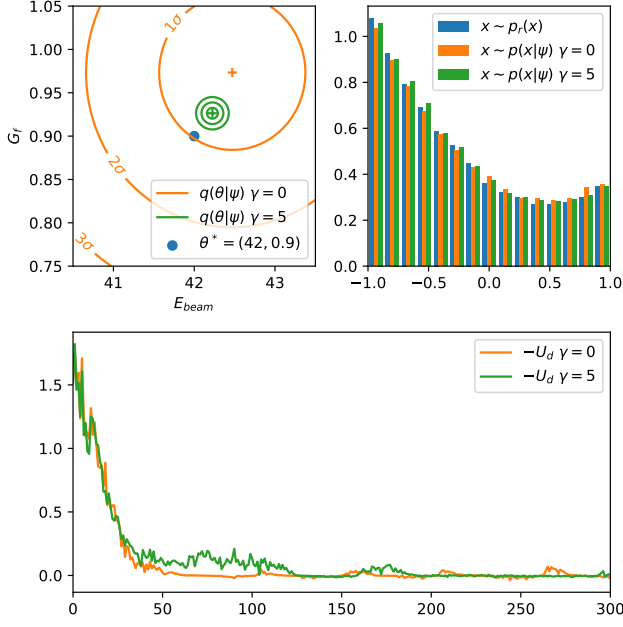 1.05
1.00
0.95
0.90
0.85
0.80
0.75
G_f
1σ
2σ
3σ
q(θ|ψ) γ = 0
q(θ|ψ) γ = 5
θ* = (42, 0.9)
41
42
43
E_beam
1.0
0.8
0.6
0.4
0.2
0.0
x ∼ p_r(x)
x ∼ p(x|ψ) γ = 0
x ∼ p(x|ψ) γ = 5
−1.0
−0.5
0.0
0.5
1.0
1.5
1.0
0.5
0.0
−U_d γ = 0
−U_d γ = 5
0
50
100
150
200
250
300